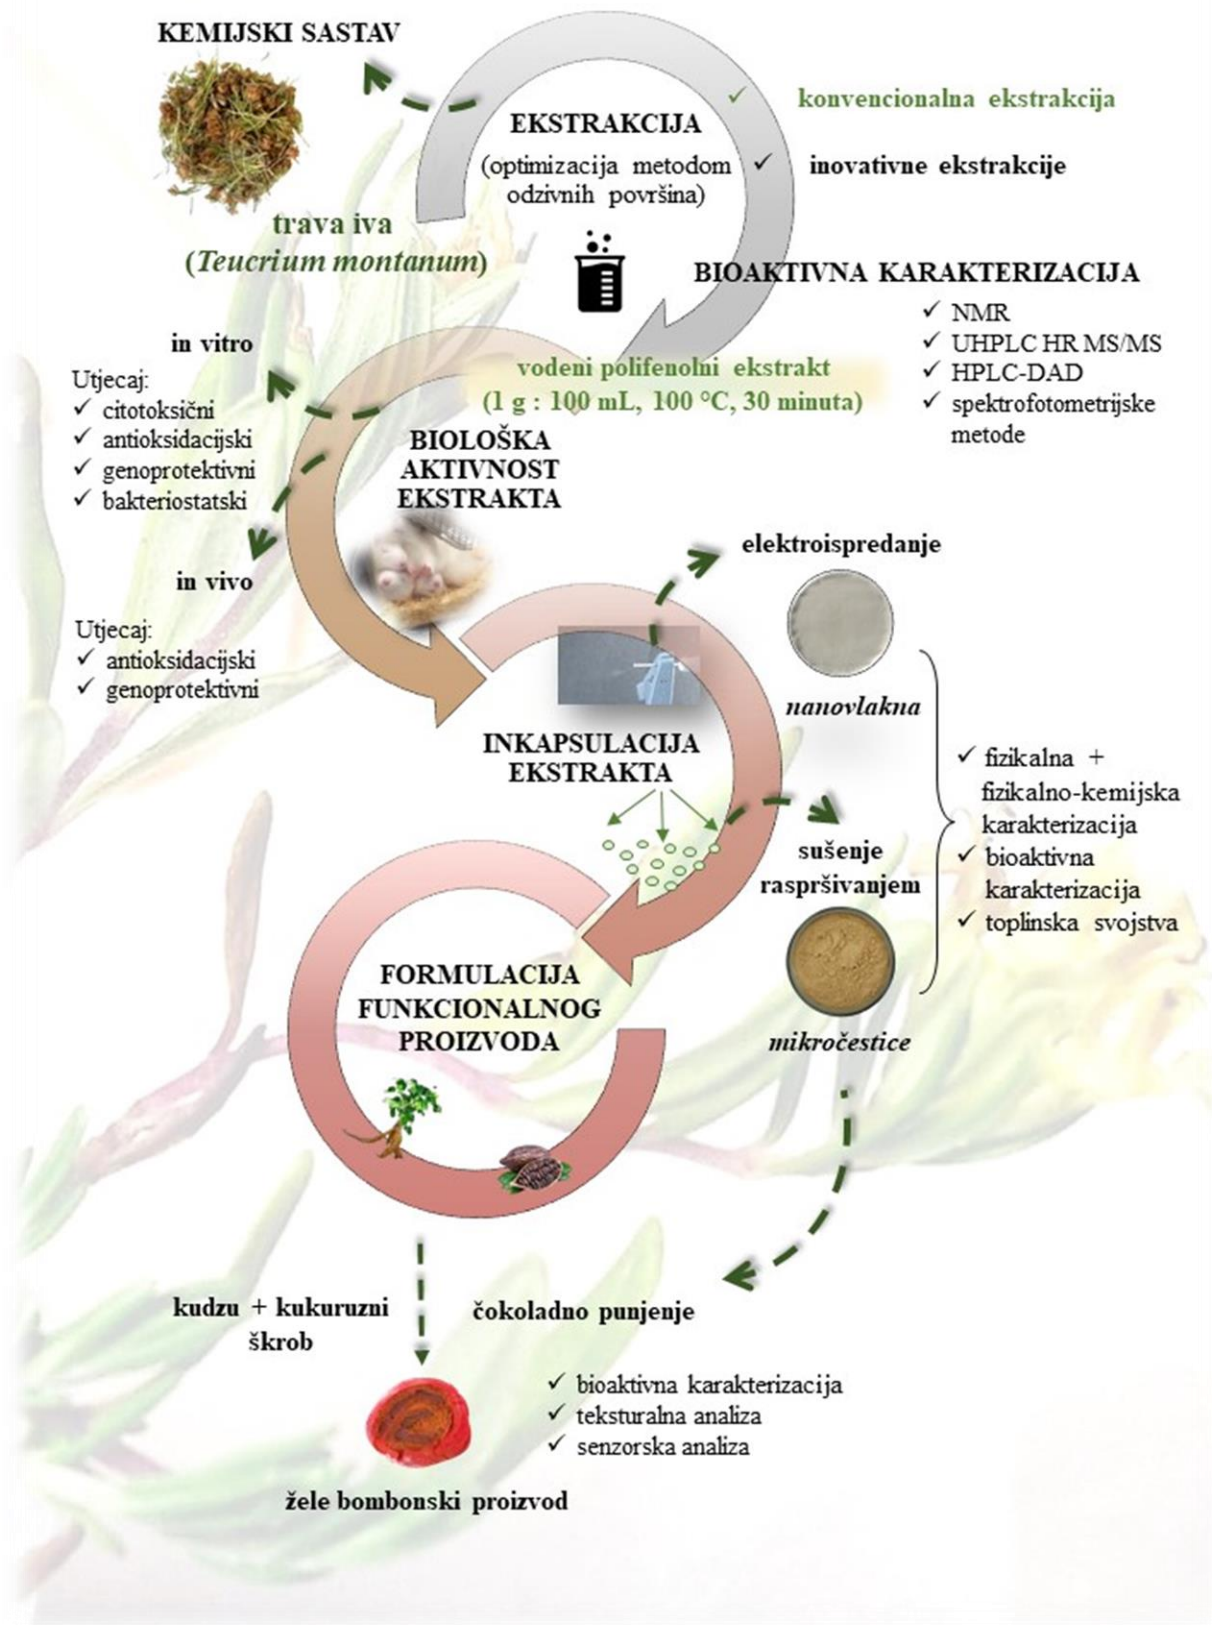 KEMIJSKI SASTAV
trava iva
(Teucrium montanum)
EKSTRAKCIJA
(optimizacija metodom
odzivnih površina)
✓ konvencionalna ekstrakcija
✓ inovativne ekstrakcije
BIOAKTIVNA KARAKTERIZACIJA
✓ NMR
✓ UHPLC HR MS/MS
✓ HPLC-DAD
✓ spektrofotometrijske
metode
vodeni polifenolni ekstrakt
(1 g : 100 mL, 100 °C, 30 minuta)
in vitro
Utjecaj:
✓ citotoksični
✓ antioksidacijski
✓ genoprotektivni
✓ bakteriostatski
BIOLOŠKA
AKTIVNOST
EKSTRAKTA
in vivo
Utjecaj:
✓ antioksidacijski
✓ genoprotektivni
elektroispredanje
nanovlakna
INKAPSULACIJA
EKSTRAKTA
sušenje
raspršivanjem
mikročestice
✓ fizikalna +
fizikalno-kemijska
karakterizacija
✓ bioaktivna
karakterizacija
✓ toplinska svojstva
FORMULACIJA
FUNKCIONALNOG
PROIZVODA
kudzu + kukuruzni
škrob
čokoladno punjenje
✓ bioaktivna karakterizacija
✓ teksturalna analiza
✓ senzorska analiza
žele bombonski proizvod